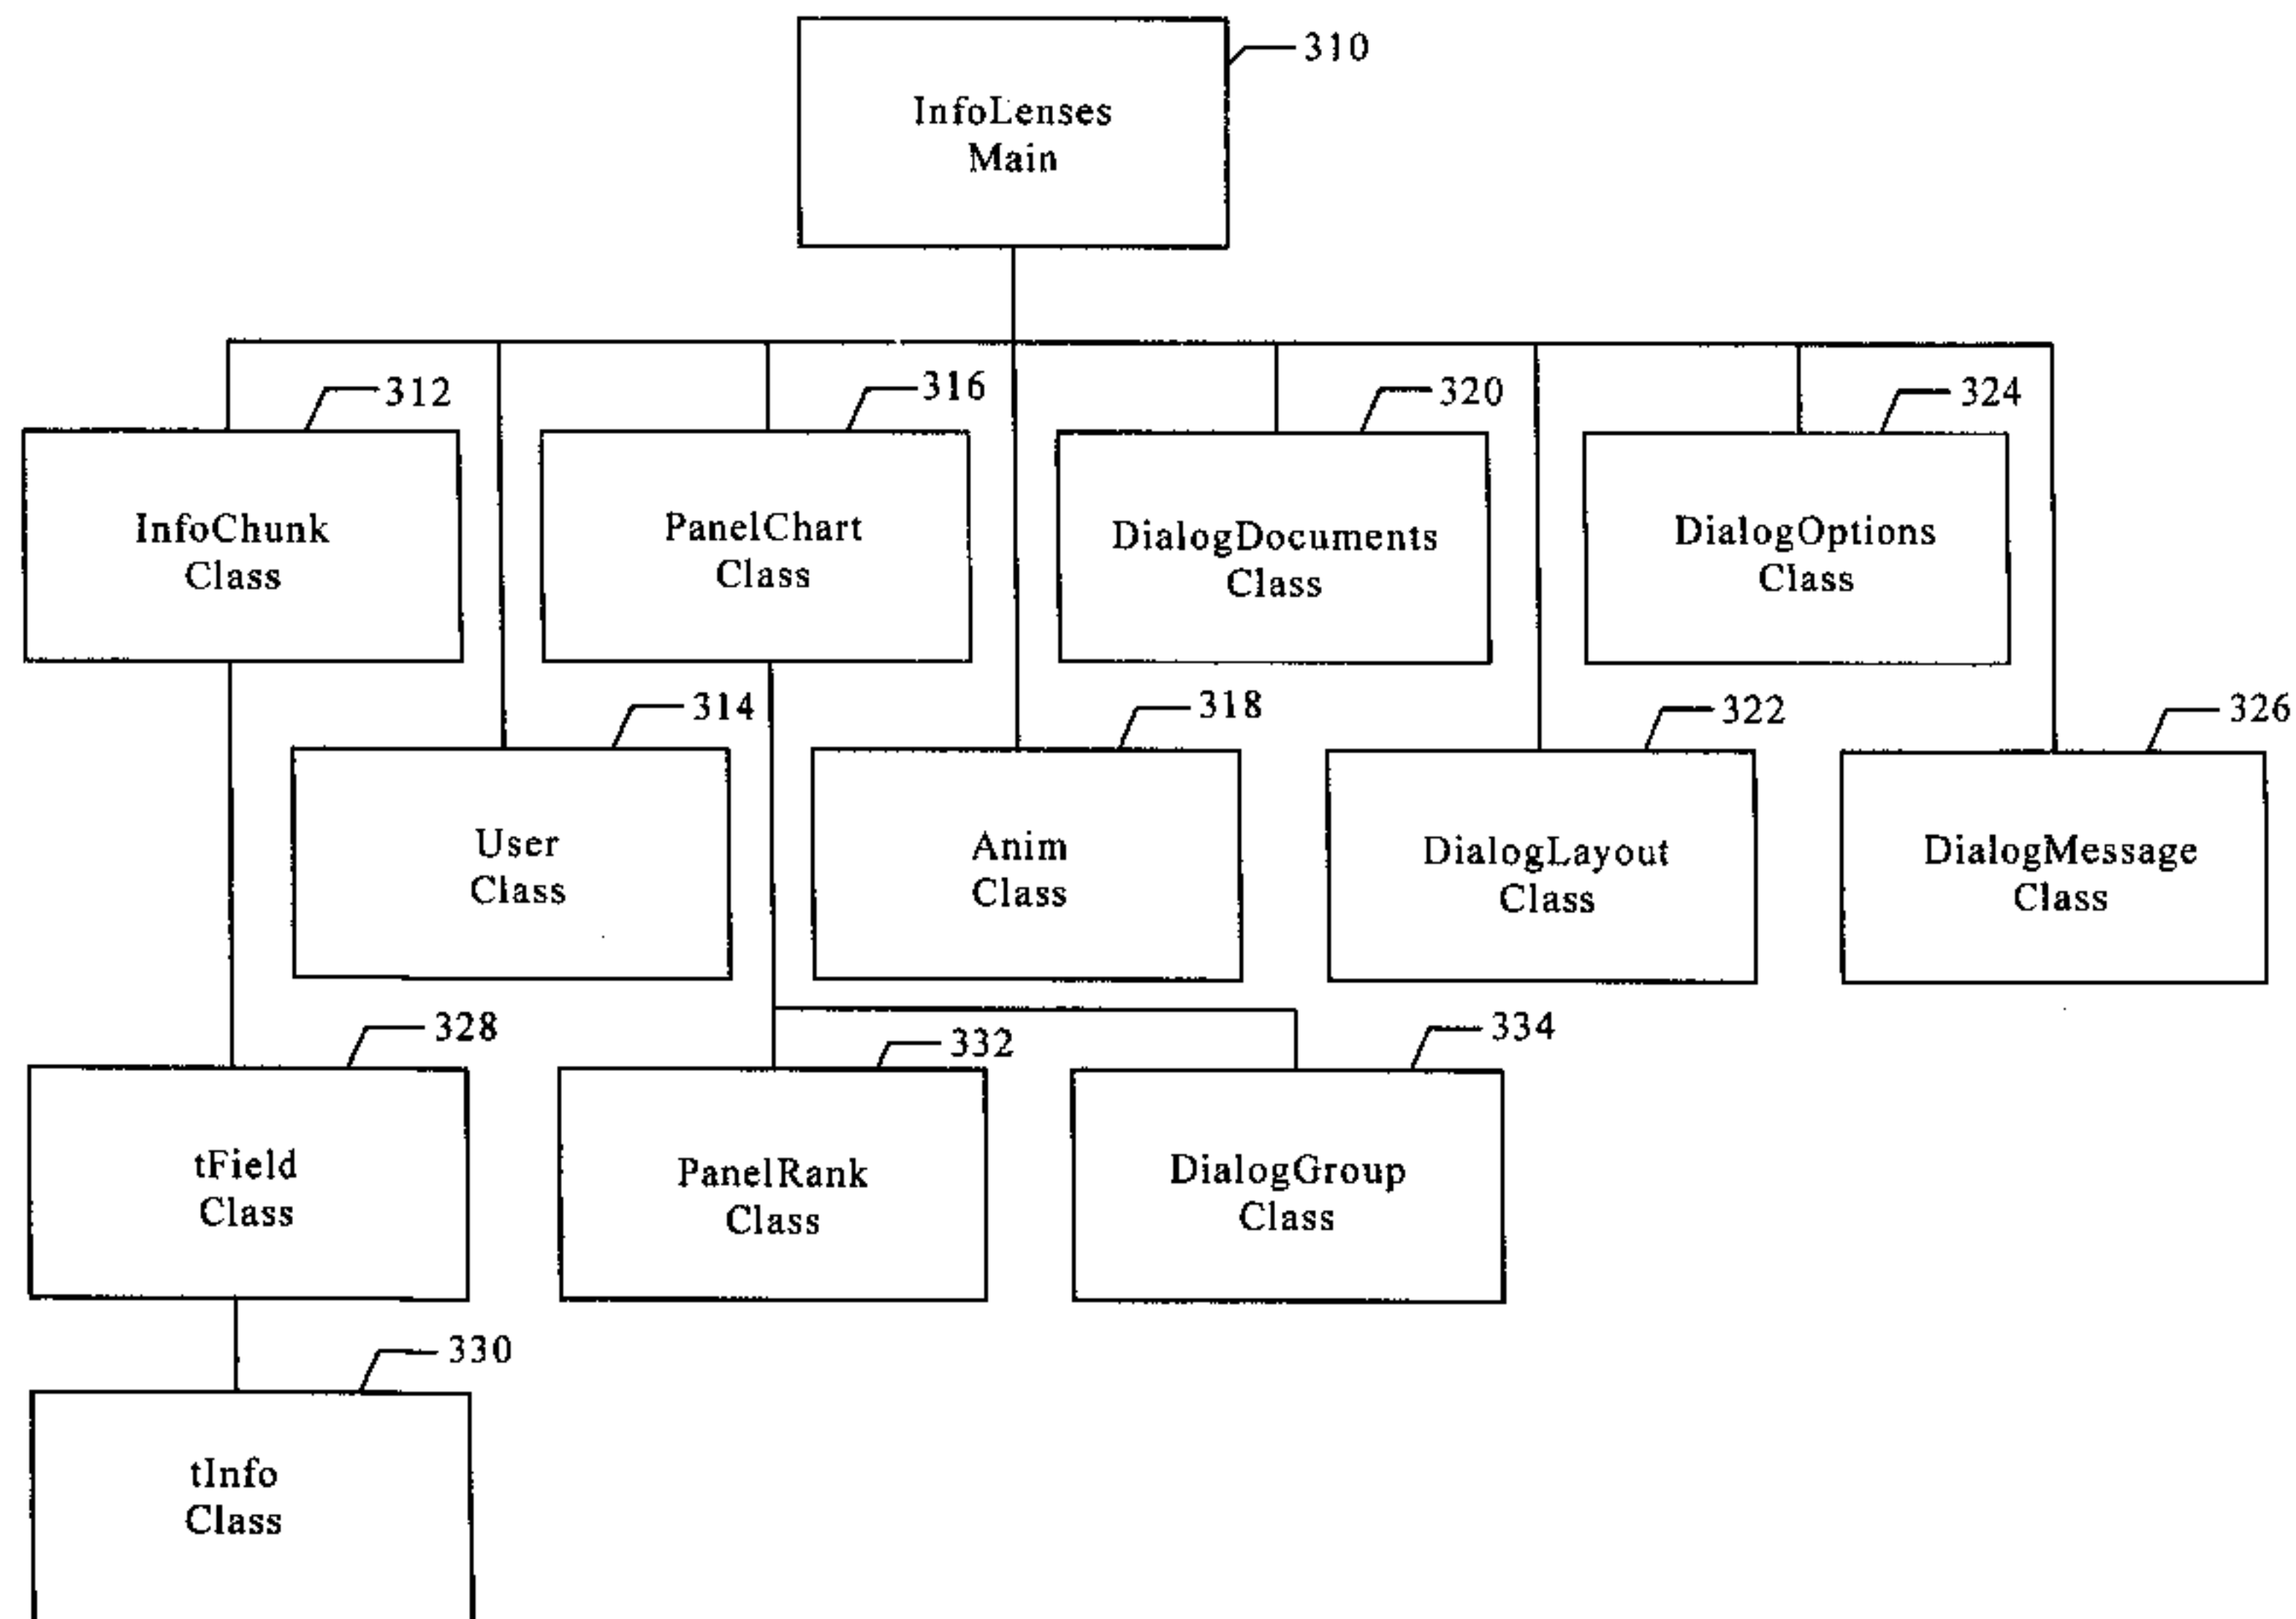 310
InfoLenses
Main
312
316
320
324
InfoChunk
Class
PanelChart
Class
DialogDocuments
Class
DialogOptions
Class
314
318
322
326
User
Class
Anim
Class
DialogLayout
Class
DialogMessage
Class
328
332
334
tField
Class
PanelRank
Class
DialogGroup
Class
330
tInfo
Class